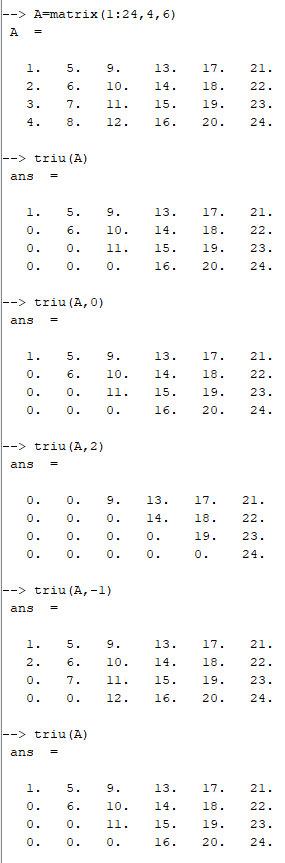 --> A=matrix(1:24,4,6)
A  =
1.   5.   9.    13.   17.   21.
2.   6.   10.   14.   18.   22.
3.   7.   11.   15.   19.   23.
4.   8.   12.   16.   20.   24.
--> triu(A)
ans  =
1.   5.   9.    13.   17.   21.
0.   6.   10.   14.   18.   22.
0.   0.   11.   15.   19.   23.
0.   0.   0.    16.   20.   24.
--> triu(A,0)
ans  =
1.   5.   9.    13.   17.   21.
0.   6.   10.   14.   18.   22.
0.   0.   11.   15.   19.   23.
0.   0.   0.    16.   20.   24.
--> triu(A,2)
ans  =
0.   0.   9.   13.   17.   21.
0.   0.   0.   14.   18.   22.
0.   0.   0.   0.    19.   23.
0.   0.   0.   0.    0.    24.
--> triu(A,-1)
ans  =
1.   5.   9.    13.   17.   21.
2.   6.   10.   14.   18.   22.
0.   7.   11.   15.   19.   23.
0.   0.   12.   16.   20.   24.
--> triu(A)
ans  =
1.   5.   9.    13.   17.   21.
0.   6.   10.   14.   18.   22.
0.   0.   11.   15.   19.   23.
0.   0.   0.    16.   20.   24.